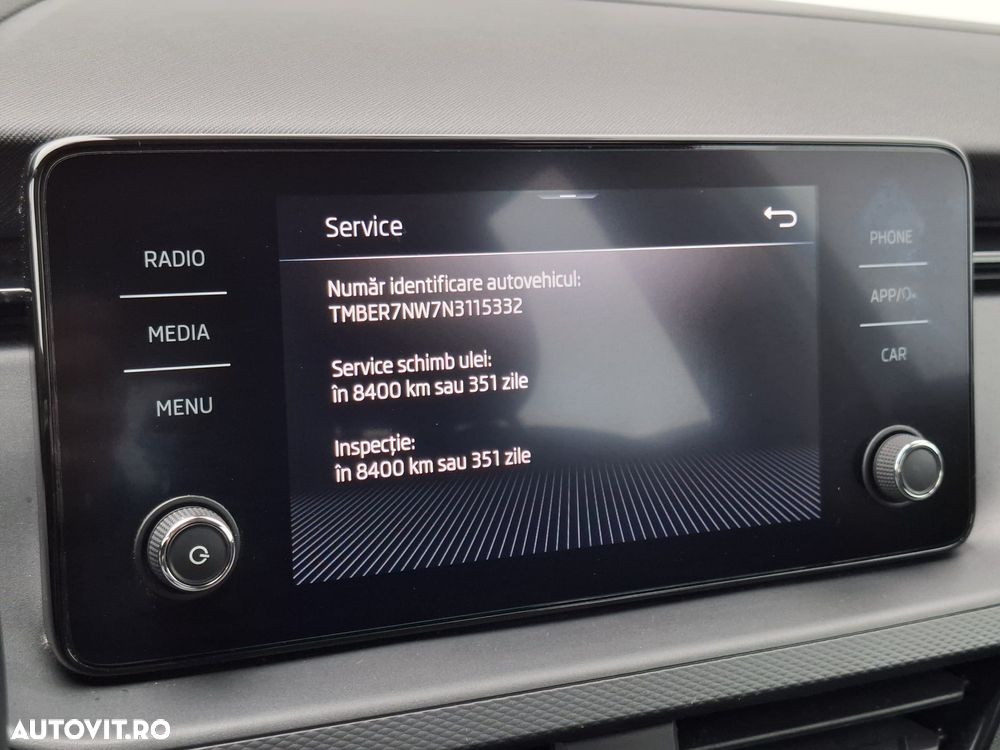 Service
RADIO
MEDIA
MENU
Număr identificare autovehicul:
TMBER7NW7N3115332
Service schimb ulei:
în 8400 km sau 351 zile
Inspecție:
în 8400 km sau 351 zile
PHONE
CAR
AUTOVIT.RO